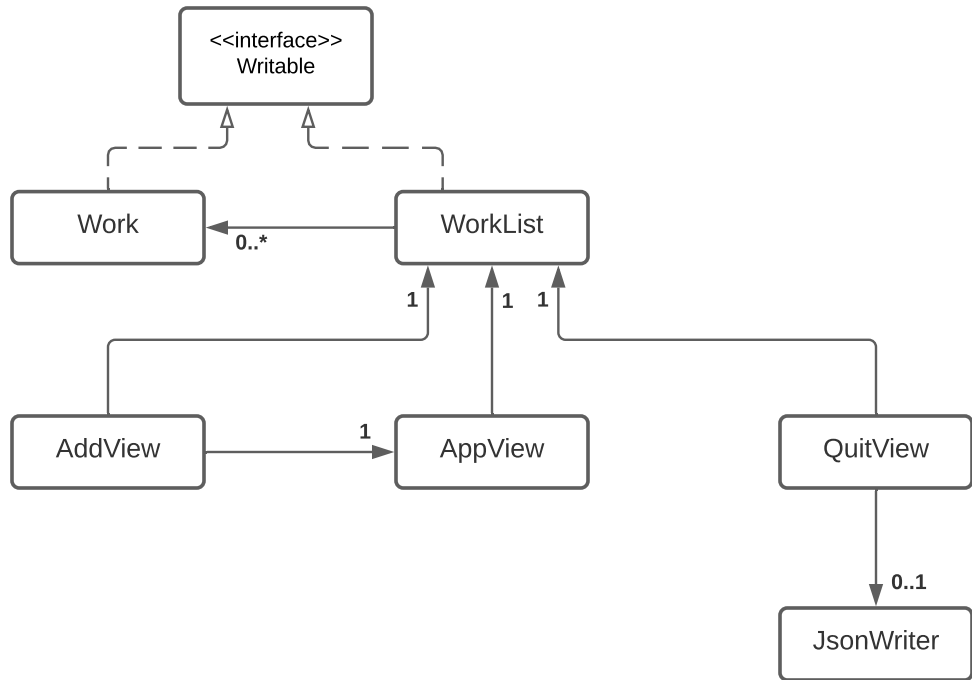 <<interface>>
Writable
Work
WorkList
0..*
1
1
1
1
AddView
AppView
QuitView
0..1
JsonWriter